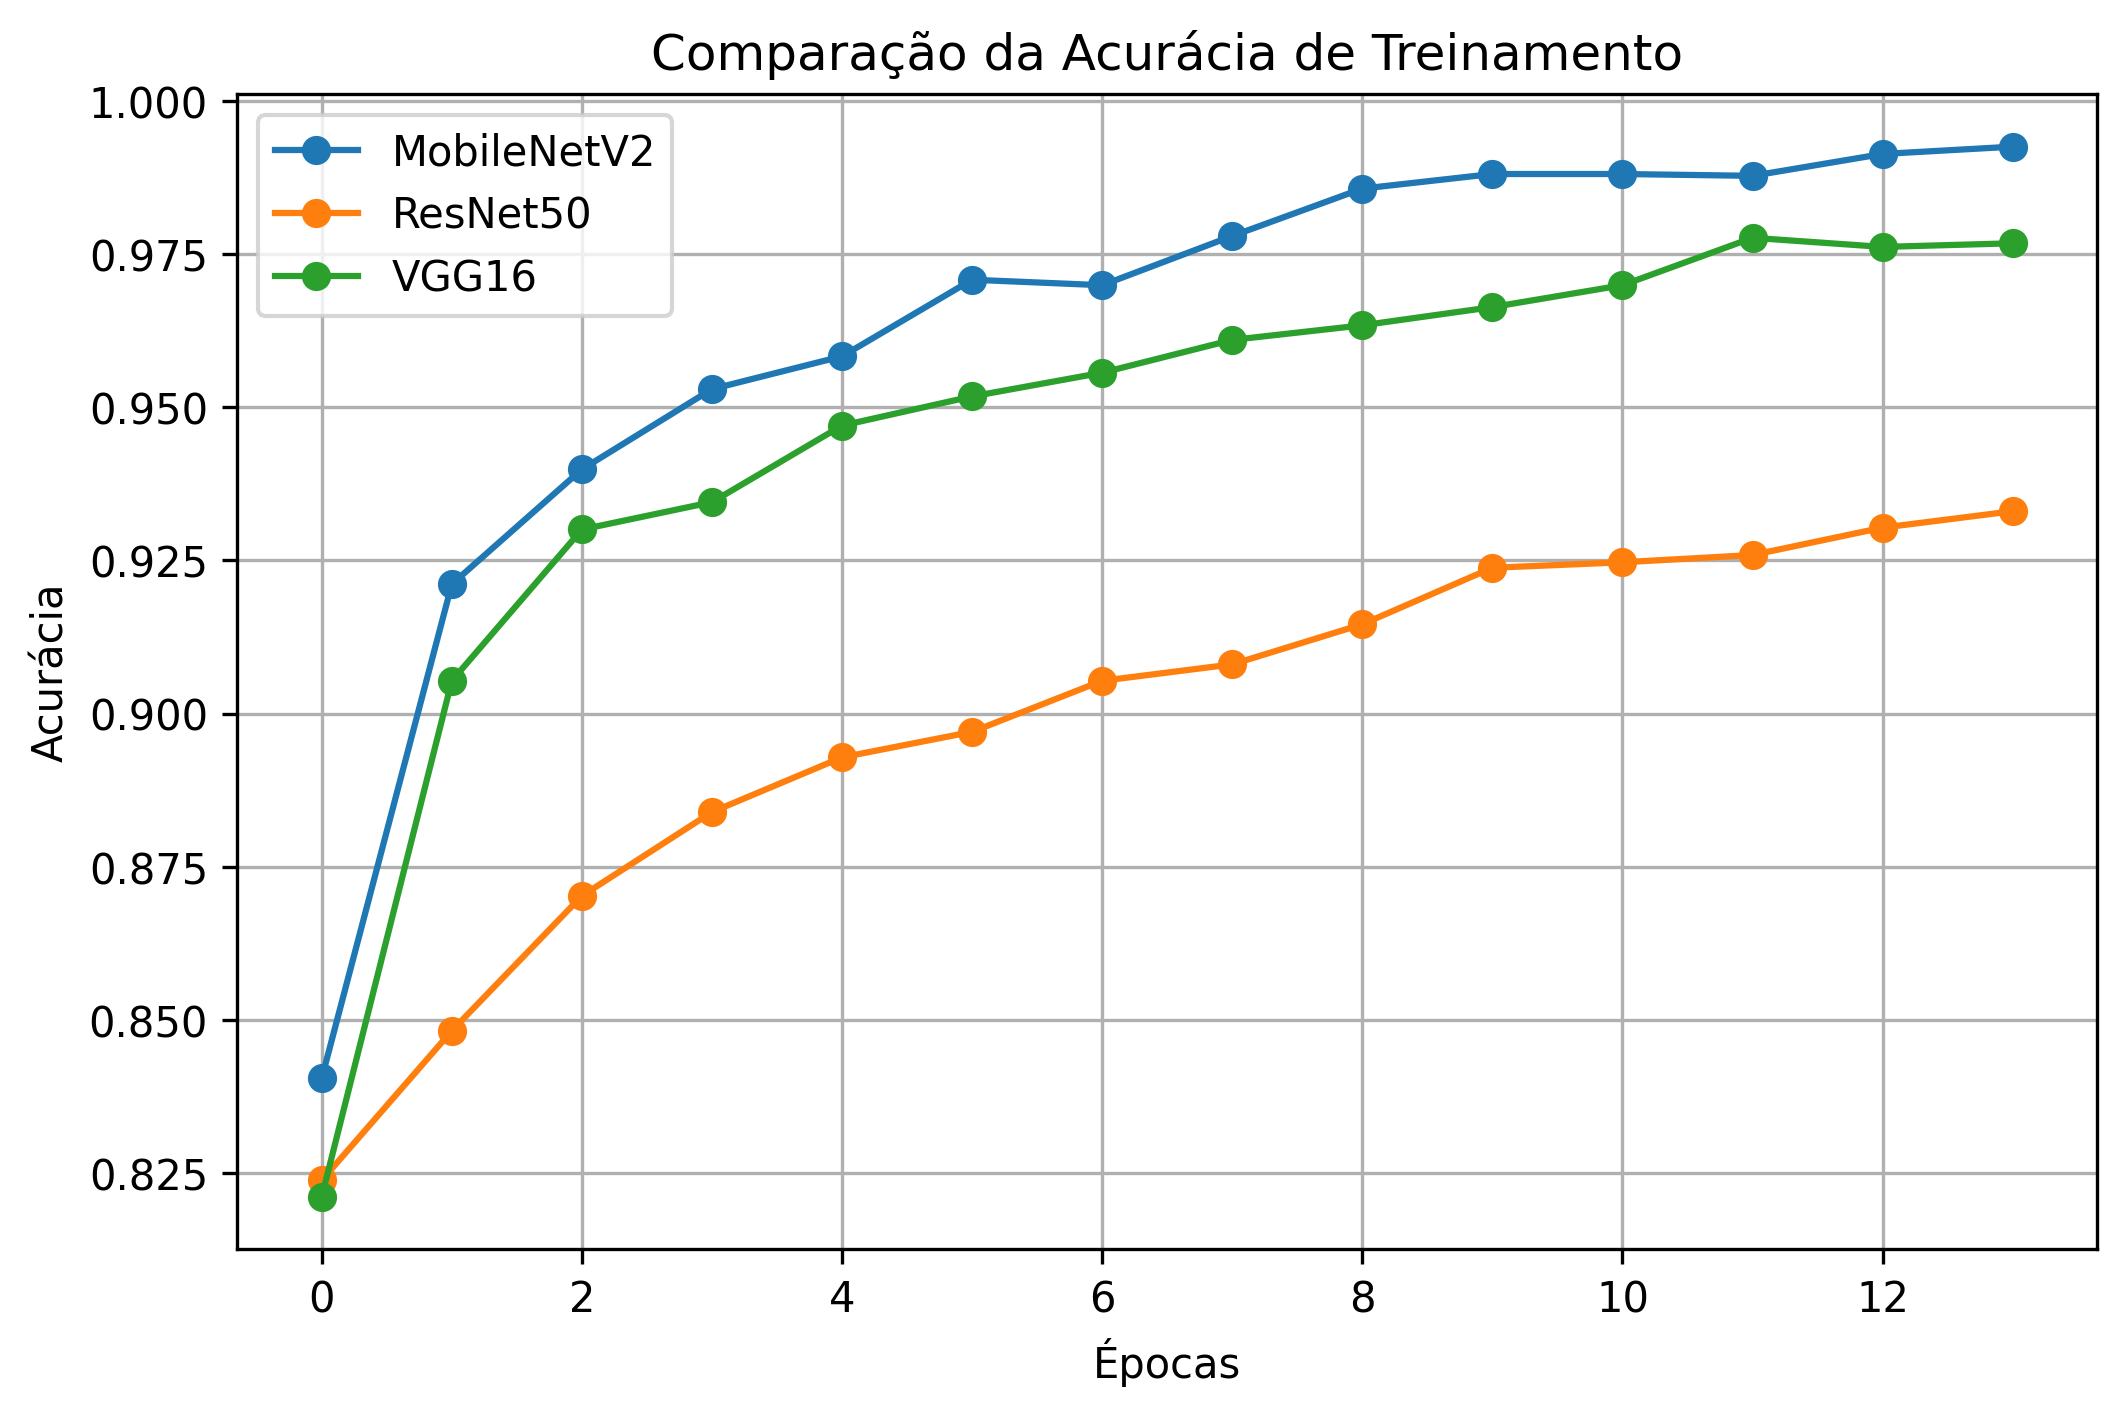 Comparação da Acurácia de Treinamento
1.000
0.975
0.950
0.925
0.900
0.875
0.850
0.825
Acurácia
MobileNetV2
ResNet50
VGG16
0 2 4 6 8 10 12
Épocas